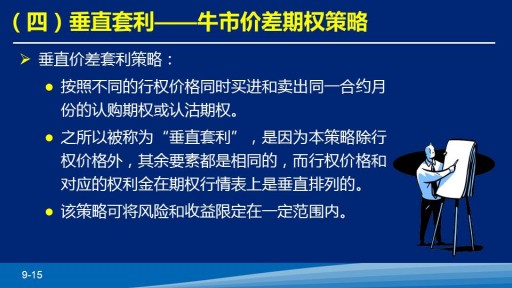 （四）垂直套利——牛市价差期权策略
垂直价差套利策略：
按照不同的行权价格同时买进和卖出同一合约月
份的认购期权或认沽期权。
之所以被称为“垂直套利”，是因为本策略除行
权价格外，其余要素都是相同的，而行权价格和
对应的权利金在期权行情表上是垂直排列的。
该策略可将风险和收益限定在一定范围内。
9-15